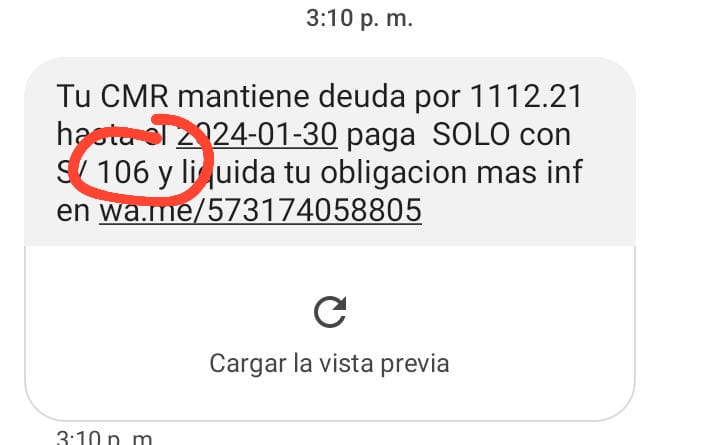 3:10 p. m.
Tu CMR mantiene deuda por 1112.21
hasta el 2024-01-30 paga  SOLO con
S/ 106 y liquida tu obligacion mas inf
en wa.me/573174058805
Cargar la vista previa
3:10 p. m.